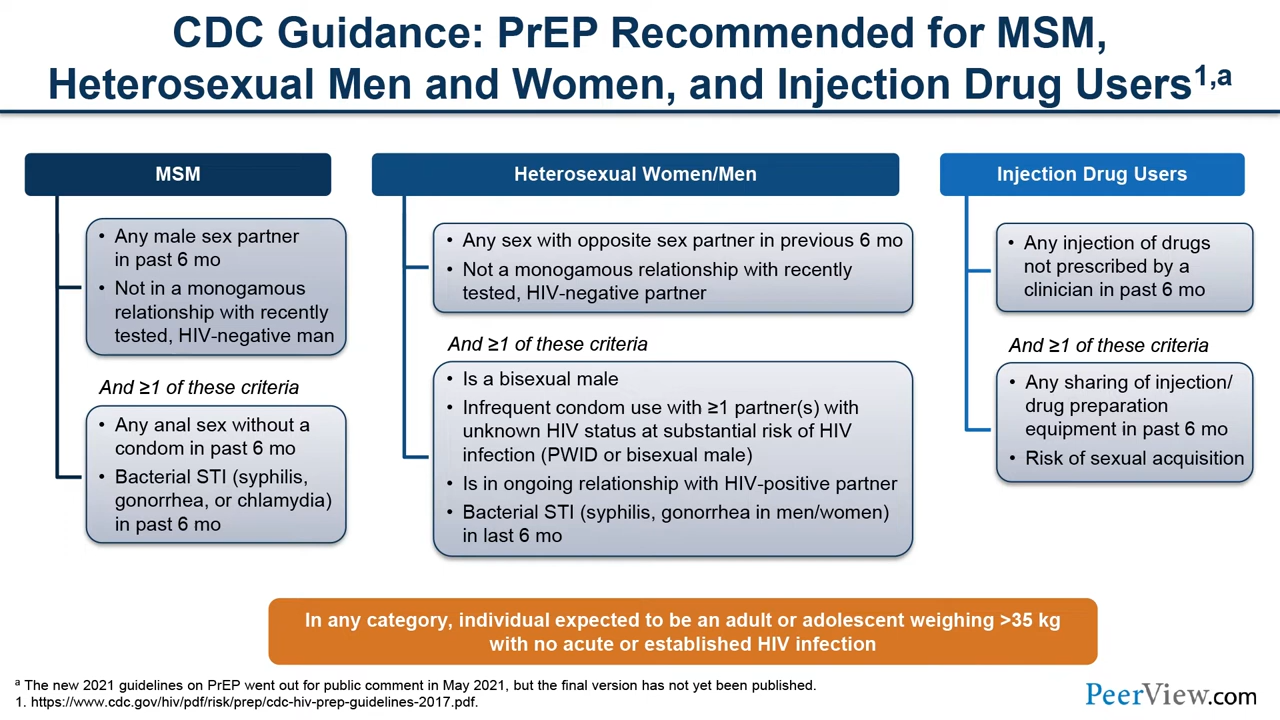 CDC Guidance: PrEP Recommended for MSM,
Heterosexual Men and Women, and Injection Drug Users1,a
MSM
• Any male sex partner
in past 6 mo
• Not in a monogamous
relationship with recently
tested, HIV-negative man
And ≥1 of these criteria
• Any anal sex without a
condom in past 6 mo
• Bacterial STI (syphilis,
gonorrhea, or chlamydia)
in past 6 mo
Heterosexual Women/Men
• Any sex with opposite sex partner in previous 6 mo
• Not a monogamous relationship with recently
tested, HIV-negative partner
And ≥1 of these criteria
• Is a bisexual male
• Infrequent condom use with ≥1 partner(s) with
unknown HIV status at substantial risk of HIV
infection (PWID or bisexual male)
• Is in ongoing relationship with HIV-positive partner
• Bacterial STI (syphilis, gonorrhea in men/women)
in last 6 mo
Injection Drug Users
• Any injection of drugs
not prescribed by a
clinician in past 6 mo
And ≥1 of these criteria
• Any sharing of injection/
drug preparation
equipment in past 6 mo
• Risk of sexual acquisition
In any category, individual expected to be an adult or adolescent weighing >35 kg
with no acute or established HIV infection
a The new 2021 guidelines on PrEP went out for public comment in May 2021, but the final version has not yet been published.
1. https://www.cdc.gov/hiv/pdf/risk/prep/cdc-hiv-prep-guidelines-2017.pdf.
PeerView.com